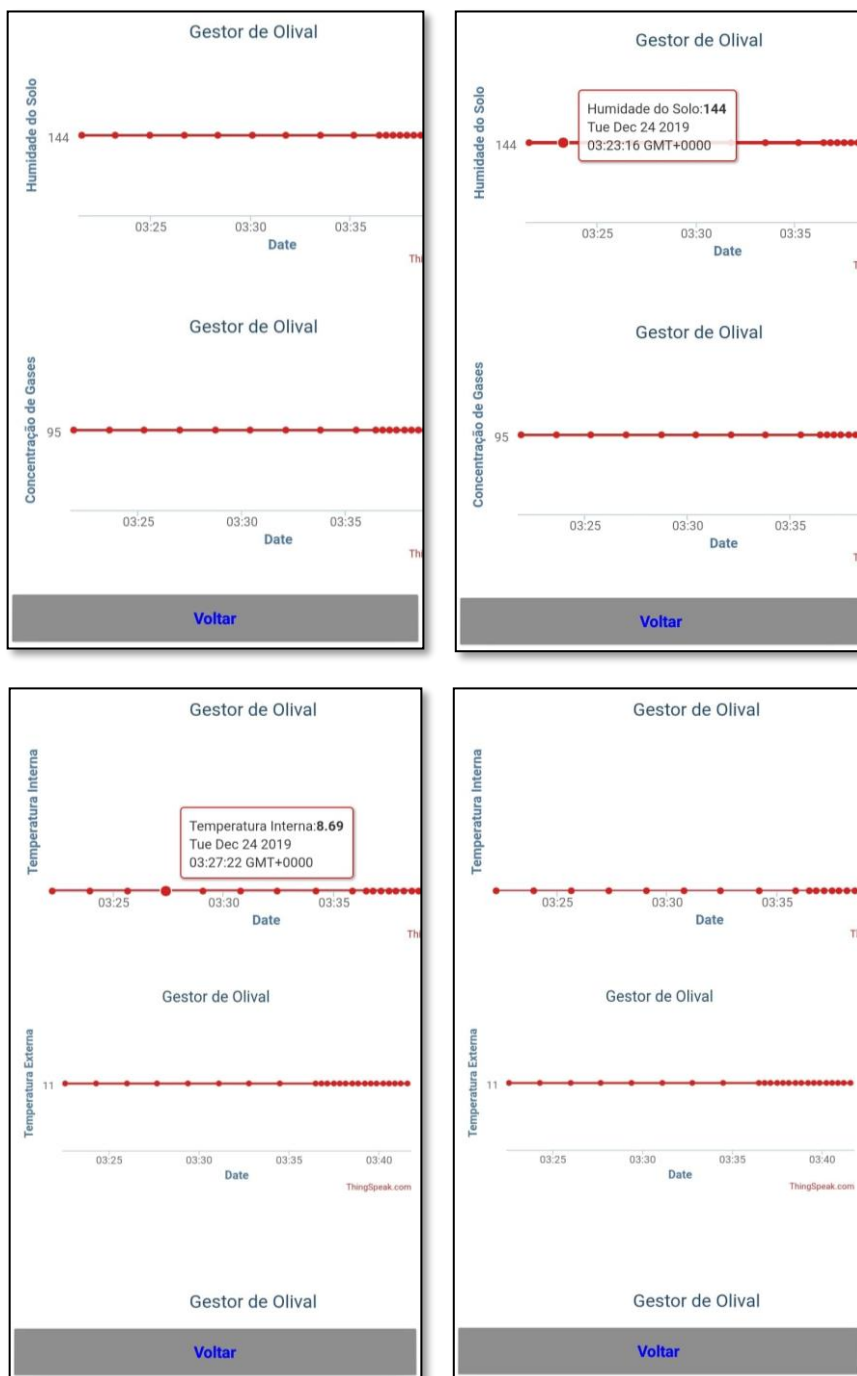 Gestor de Olival
Humidade do Solo
144
03:25 03:30 03:35
Date
Thi
Gestor de Olival
Concentração de Gases
95
03:25 03:30 03:35
Date
Thi
Voltar
Gestor de Olival
Humidade do Solo
Humidade do Solo:144
Tue Dec 24 2019
03:23:16 GMT+0000
144
03:25 03:30 03:35
Date
T
Gestor de Olival
Concentração de Gases
95
03:25 03:30 03:35
Date
T
Voltar
Gestor de Olival
Temperatura Interna
Temperatura Interna:8.69
Tue Dec 24 2019
03:27:22 GMT+0000
03:25 03:30 03:35
Date
Thi
Gestor de Olival
Temperatura Externa
11
03:25 03:30 03:35 03:40
Date
ThingSpeak.com
Gestor de Olival
Voltar
Gestor de Olival
Temperatura Interna
03:25 03:30 03:35
Date
Th
Gestor de Olival
Temperatura Externa
11
03:25 03:30 03:35 03:40
Date
ThingSpeak.com
Gestor de Olival
Voltar